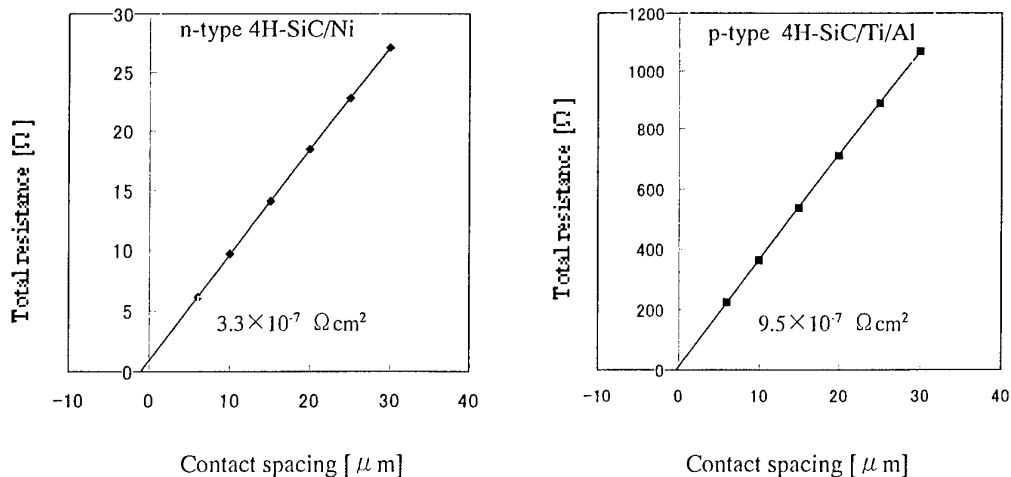 n-type 4H-SiC/Ni
Total resistance [Ω]
30
25
20
15
10
5
0
3.3×10⁻⁷ Ωcm²
-10 0 10 20 30 40
Contact spacing [μm]
p-type 4H-SiC/Ti/Al
Total resistance [Ω]
1200
1000
800
600
400
200
0
9.5×10⁻⁷ Ωcm²
-10 0 10 20 30 40
Contact spacing [μm]